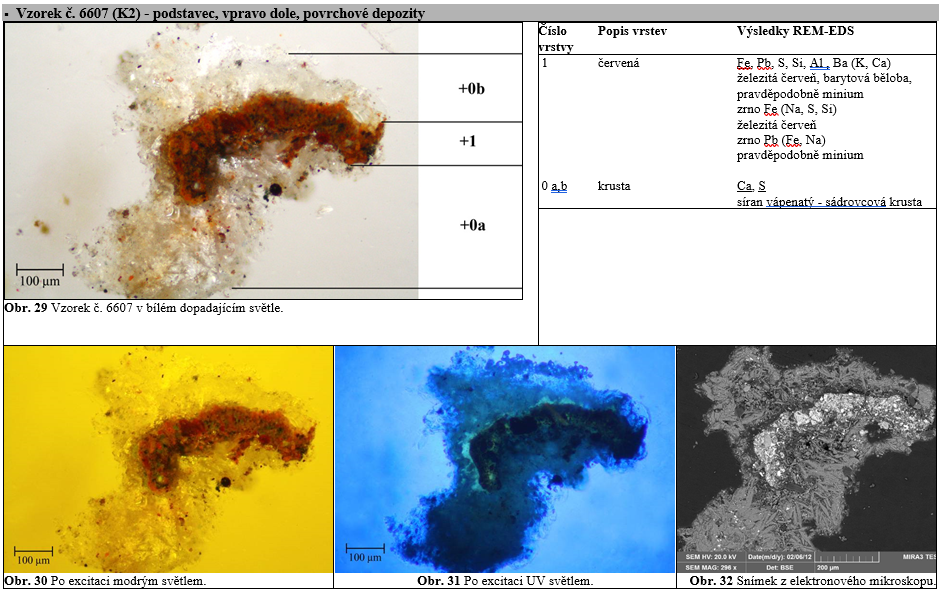 ▪ Vzorek č. 6607 (K2) - podstavec, vpravo dole, povrchové depozity
+0b
+1
+0a
100 μm
Obr. 29 Vzorek č. 6607 v bílém dopadajícím světle.
Číslo vrstvy Popis vrstev Výsledky REM-EDS
1 červená Fe, Pb, S, Si, Al , Ba (K, Ca)
železitá červeň, barytová běloba,
pravděpodobně minium
zrno Fe (Na, S, Si)
železitá červeň
zrno Pb (Fe, Na)
pravděpodobně minium
0 a,b krusta Ca, S
síran vápenatý - sádrovcová krusta
100 μm
Obr. 30 Po excitaci modrým světlem.
100 μm
Obr. 31 Po excitaci UV světlem.
SEM HV: 20.0 kV Date(m/d/y): 02/06/12 MIRA3 TES
SEM MAG: 296 x Det: BSE 200 μm
Obr. 32 Snímek z elektronového mikroskopu.